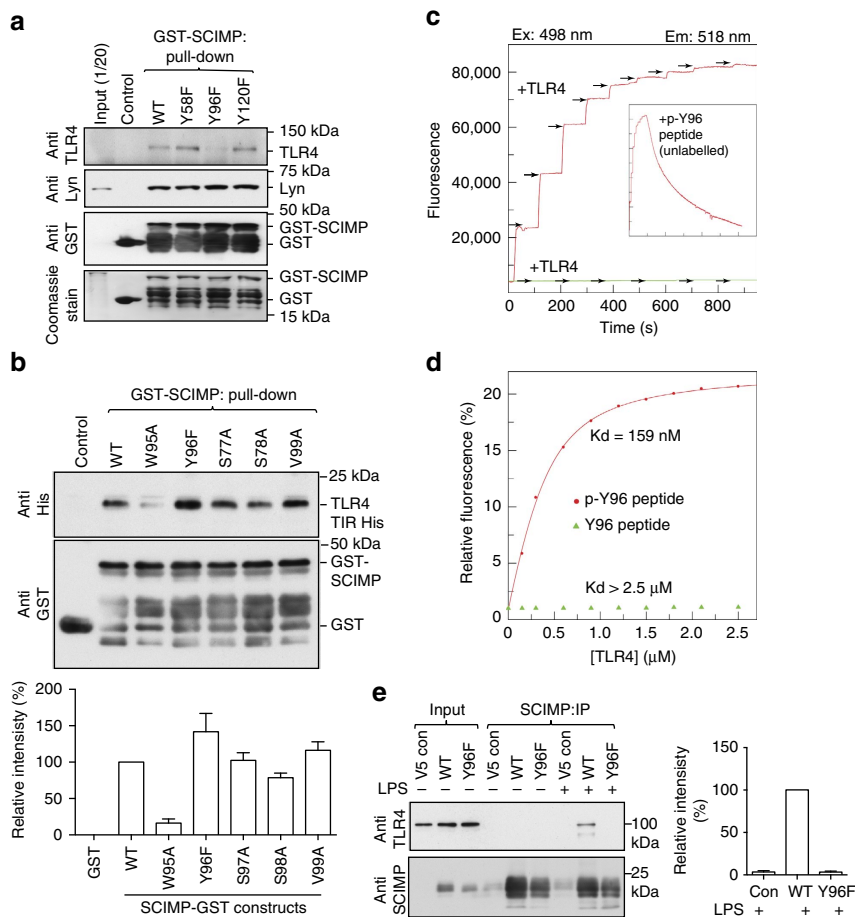 a
GST-SCIMP:
pull-down
Input (1/20)
Control
WT
Y58F
Y96F
Y120F
150 kDa
Anti TLR4
TLR4
75 kDa
Anti Lyn
Lyn
50 kDa
Anti GST
GST-SCIMP
GST
Coomassie stain
GST-SCIMP
GST
15 kDa
b
GST-SCIMP: pull-down
Control
WT
W95A
Y96F
S77A
S78A
V99A
25 kDa
Anti His
TLR4
TIR His
50 kDa
Anti GST
GST-
SCIMP
GST
Relative intensisty (%)
200
150
100
50
0
GST
WT
W95A
Y96F
S97A
S98A
V99A
SCIMP-GST constructs
c
Ex: 498 nm
Em: 518 nm
Fluorescence
80,000
60,000
40,000
20,000
+TLR4
+p-Y96
peptide
(unlabelled)
+TLR4
0 200 400 600 800
Time (s)
d
Relative fluorescence (%)
20
15
10
5
0
Kd = 159 nM
p-Y96 peptide
Y96 peptide
Kd > 2.5 μM
0 0.5 1.0 1.5 2.0 2.5
[TLR4] (μM)
e
Input
SCIMP:IP
V5 con
WT
Y96F
V5 con
WT
Y96F
V5 con
WT
Y96F
LPS – – – – – – + + +
Anti TLR4
100
kDa
Anti SCIMP
25
kDa
Relative intensisty
(%)
150
100
50
0
Con WT Y96F
LPS + + +